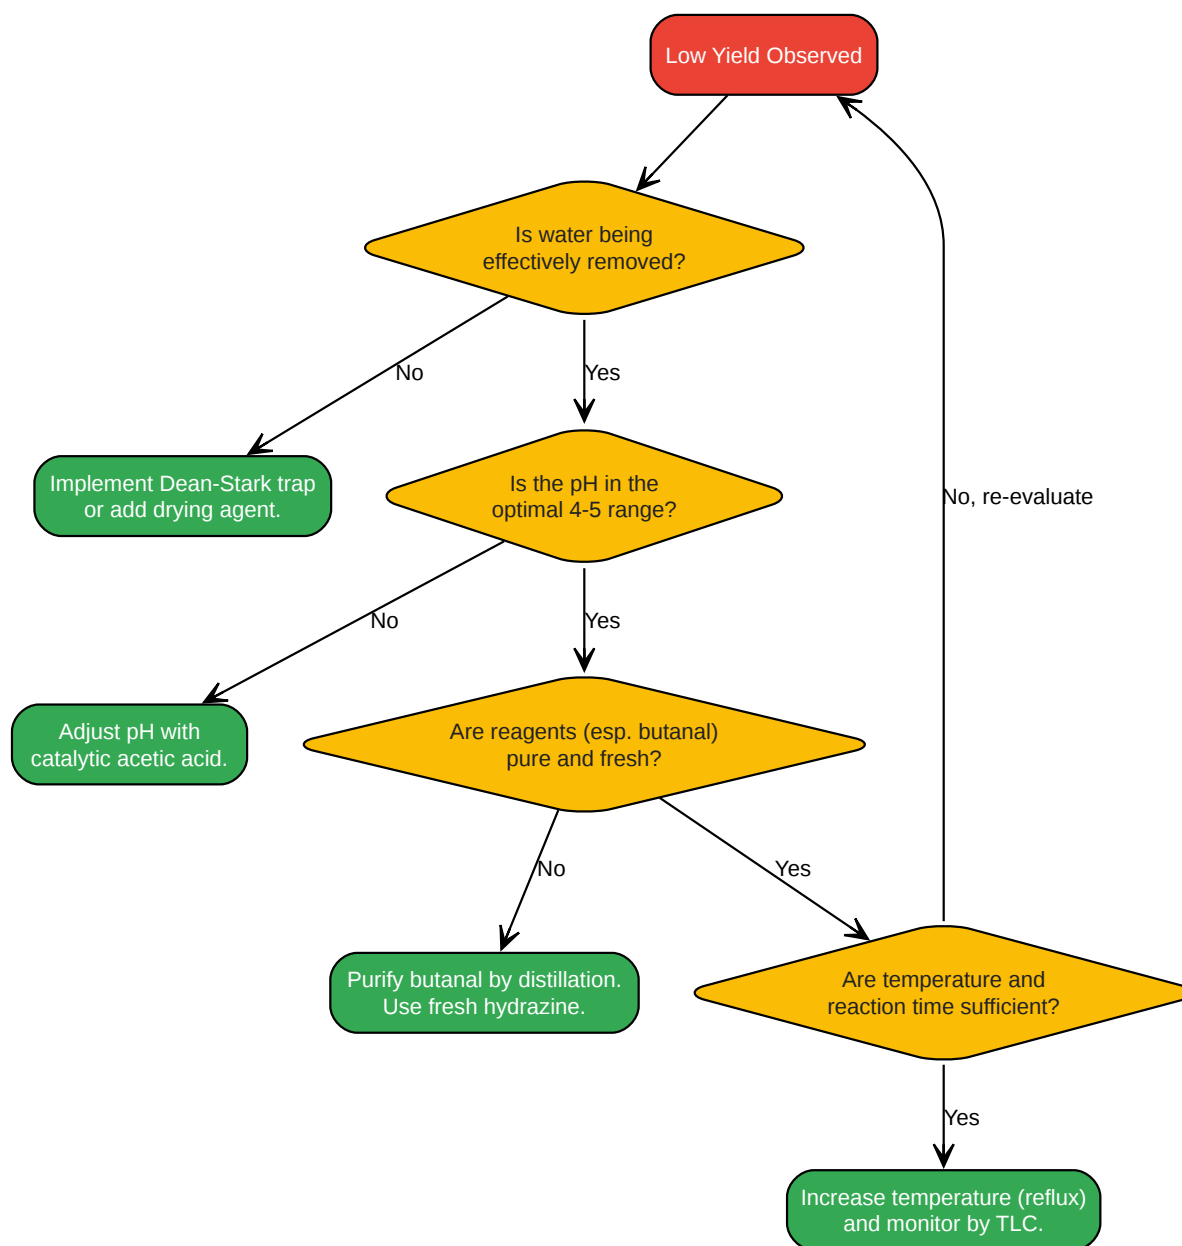 Low Yield Observed
Is water being
effectively removed?
No
Yes
Implement Dean-Stark trap
or add drying agent.
Is the pH in the
optimal 4-5 range?
No, re-evaluate
No
Yes
Adjust pH with
catalytic acetic acid.
Are reagents (esp. butanal)
pure and fresh?
No
Yes
Purify butanal by distillation.
Use fresh hydrazine.
Are temperature and
reaction time sufficient?
Yes
Increase temperature (reflux)
and monitor by TLC.